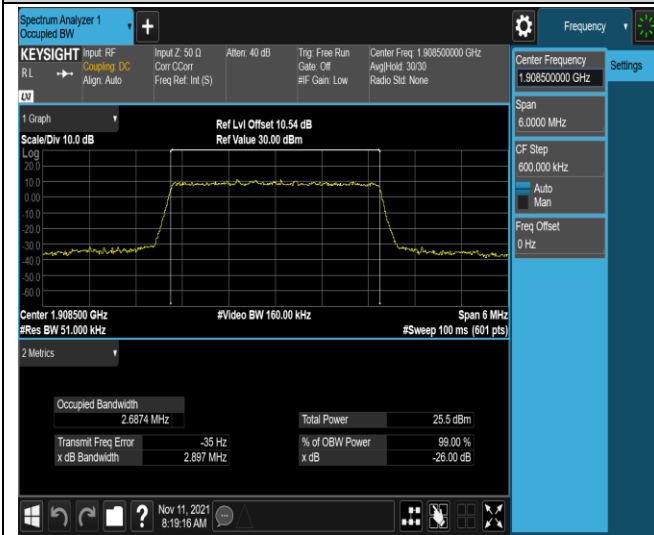 Spectrum Analyzer 1
Occupied BW
+
Frequency
KEYSIGHT
R L
LXI
Input: RF
Coupling: DC
Align: Auto
Input Z: 50 Ω
Corr CCorr
Freq Ref: Int (S)
Atten: 40 dB
Trig: Free Run
Gate: Off
#IF Gain: Low
Center Freq: 1.908500000 GHz
Avg|Hold: 30/30
Radio Std: None
Center Frequency
1.908500000 GHz
Settings
Span
6.0000 MHz
CF Step
600.000 kHz
Auto
Man
Freq Offset
0 Hz
1 Graph
Scale/Div 10.0 dB
Ref Lvl Offset 10.54 dB
Ref Value 30.00 dBm
Log
20.0
10.0
0.00
-10.0
-20.0
-30.0
-40.0
-50.0
-60.0
Center 1.908500 GHz
#Res BW 51.000 kHz
#Video BW 160.00 kHz
Span 6 MHz
#Sweep 100 ms (601 pts)
2 Metrics
Occupied Bandwidth
2.6874 MHz
Total Power 25.5 dBm
Transmit Freq Error -35 Hz
x dB Bandwidth 2.897 MHz
% of OBW Power 99.00 %
x dB -26.00 dB
?
Nov 11, 2021
8:19:16 AM